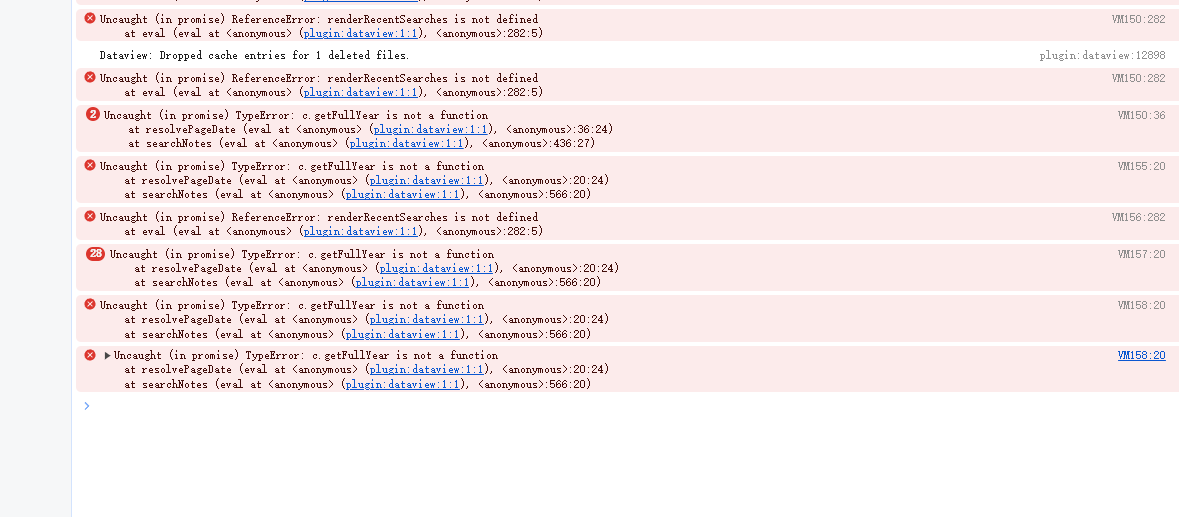 Uncaught (in promise) ReferenceError: renderRecentSearches is not defined VM150:282
at eval (eval at <anonymous> (plugin:dataview:1:1), <anonymous>:282:5)
Dataview: Dropped cache entries for 1 deleted files. plugin:dataview:12898
Uncaught (in promise) ReferenceError: renderRecentSearches is not defined VM150:282
at eval (eval at <anonymous> (plugin:dataview:1:1), <anonymous>:282:5)
2 Uncaught (in promise) TypeError: c.getFullYear is not a function VM150:36
at resolvePageDate (eval at <anonymous> (plugin:dataview:1:1), <anonymous>:36:24)
at searchNotes (eval at <anonymous> (plugin:dataview:1:1), <anonymous>:436:27)
Uncaught (in promise) TypeError: c.getFullYear is not a function VM155:20
at resolvePageDate (eval at <anonymous> (plugin:dataview:1:1), <anonymous>:20:24)
at searchNotes (eval at <anonymous> (plugin:dataview:1:1), <anonymous>:566:20)
Uncaught (in promise) ReferenceError: renderRecentSearches is not defined VM156:282
at eval (eval at <anonymous> (plugin:dataview:1:1), <anonymous>:282:5)
28 Uncaught (in promise) TypeError: c.getFullYear is not a function VM157:20
at resolvePageDate (eval at <anonymous> (plugin:dataview:1:1), <anonymous>:20:24)
at searchNotes (eval at <anonymous> (plugin:dataview:1:1), <anonymous>:566:20)
Uncaught (in promise) TypeError: c.getFullYear is not a function VM158:20
at resolvePageDate (eval at <anonymous> (plugin:dataview:1:1), <anonymous>:20:24)
at searchNotes (eval at <anonymous> (plugin:dataview:1:1), <anonymous>:566:20)
Uncaught (in promise) TypeError: c.getFullYear is not a function VM158:20
at resolvePageDate (eval at <anonymous> (plugin:dataview:1:1), <anonymous>:20:24)
at searchNotes (eval at <anonymous> (plugin:dataview:1:1), <anonymous>:566:20)